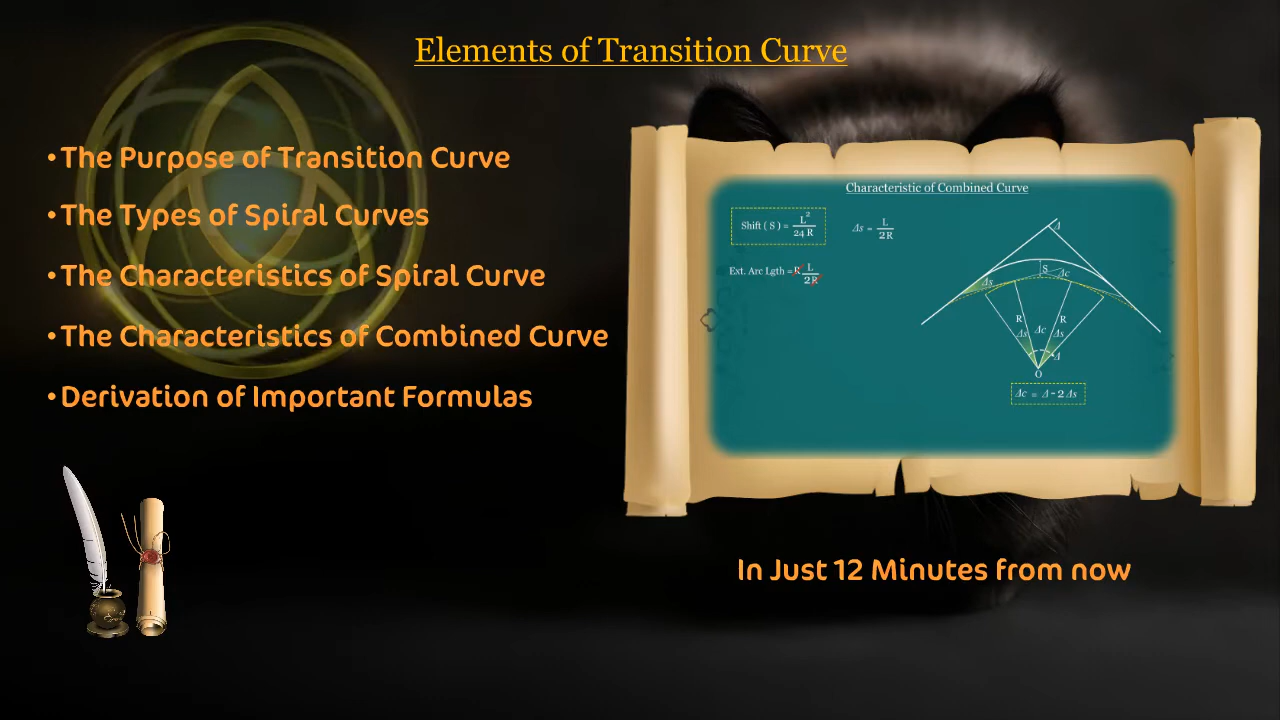 Elements of Transition Curve
•The Purpose of Transition Curve
•The Types of Spiral Curves
•The Characteristics of Spiral Curve
•The Characteristics of Combined Curve
•Derivation of Important Formulas
Characteristic of Combined Curve
Shift ( S ) = L² / 24 R
Δs = L / 2R
Ext. Arc Lgth = R L / 2R
Δ
S
Δc
Δs
R R
Δs Δc Δs
Δ
O
Δc = Δ - 2 Δs
In Just 12 Minutes from now